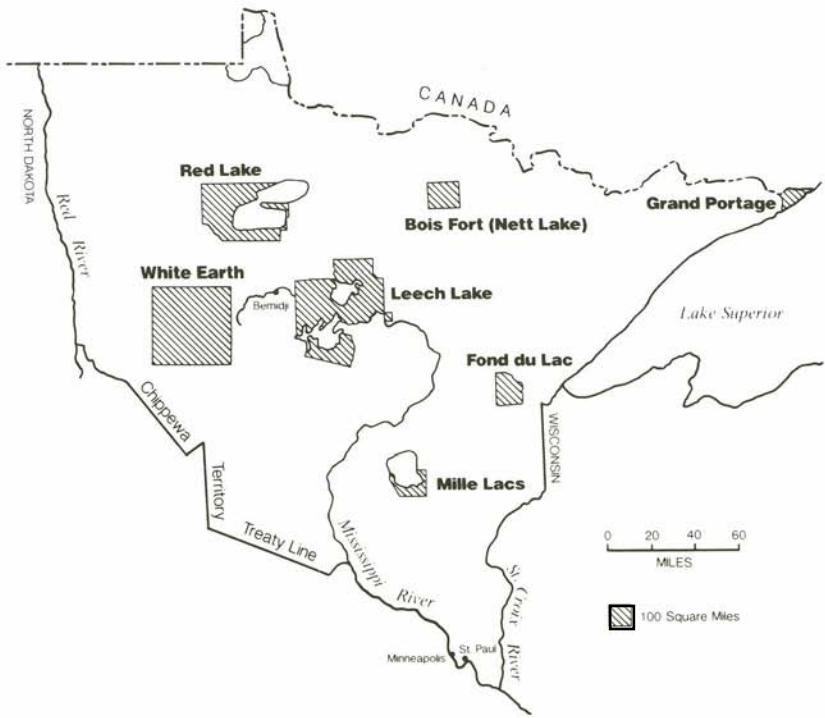 CANADA
NORTH DAKOTA
Red River
Red Lake
Bois Fort (Nett Lake)
Grand Portage
White Earth
Bemidji
Leech Lake
Lake Superior
Fond du Lac
Chippewa
Territory
Treaty Line
WISCONSIN
Mille Lacs
Mississippi River
St. Croix River
0 20 40 60
MILES
100 Square Miles
Minneapolis
St. Paul